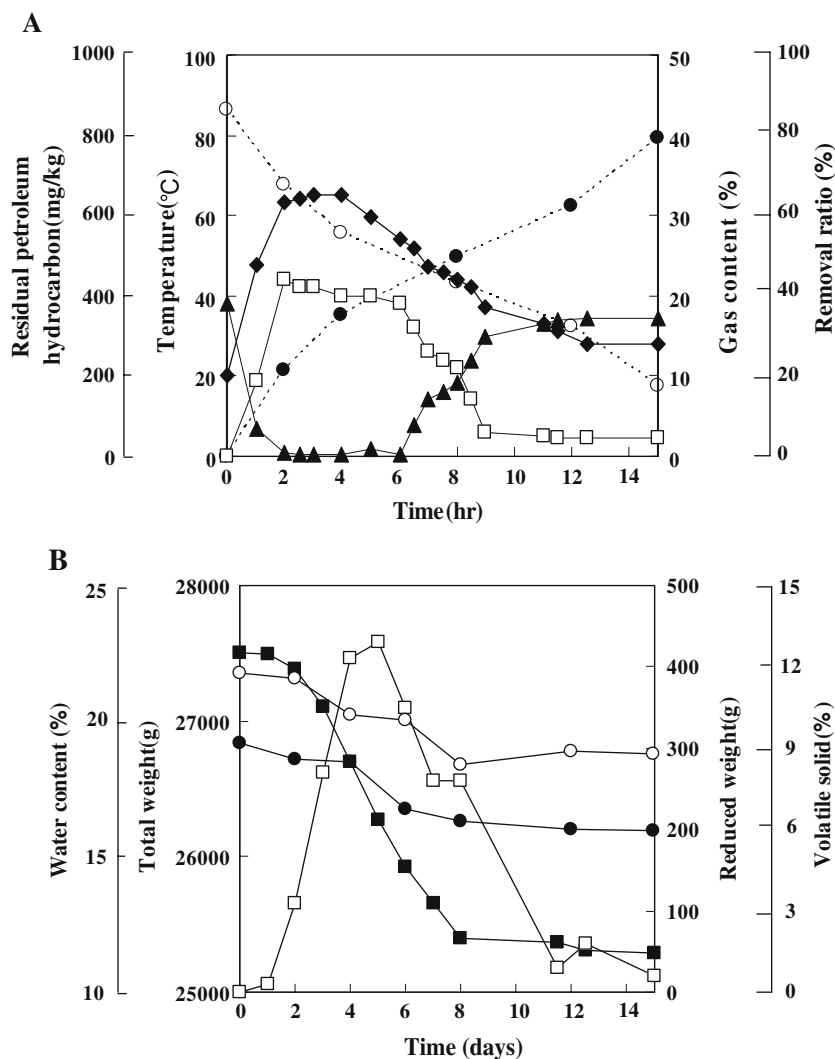 A
1000
800
600
400
200
0
Residual petroleum
hydrocarbon(mg/kg)
100
80
60
40
20
0
Temperature(℃)
50
40
30
20
10
0
Gas content (%)
100
80
60
40
20
0
Removal ratio (%)
0 2 4 6 8 10 12 14
Time(hr)
B
25
20
15
10
Water content (%)
28000
27000
26000
25000
Total weight(g)
500
400
300
200
100
0
Reduced weight(g)
15
12
9
6
3
0
Volatile solid(%)
0 2 4 6 8 10 12 14
Time (days)